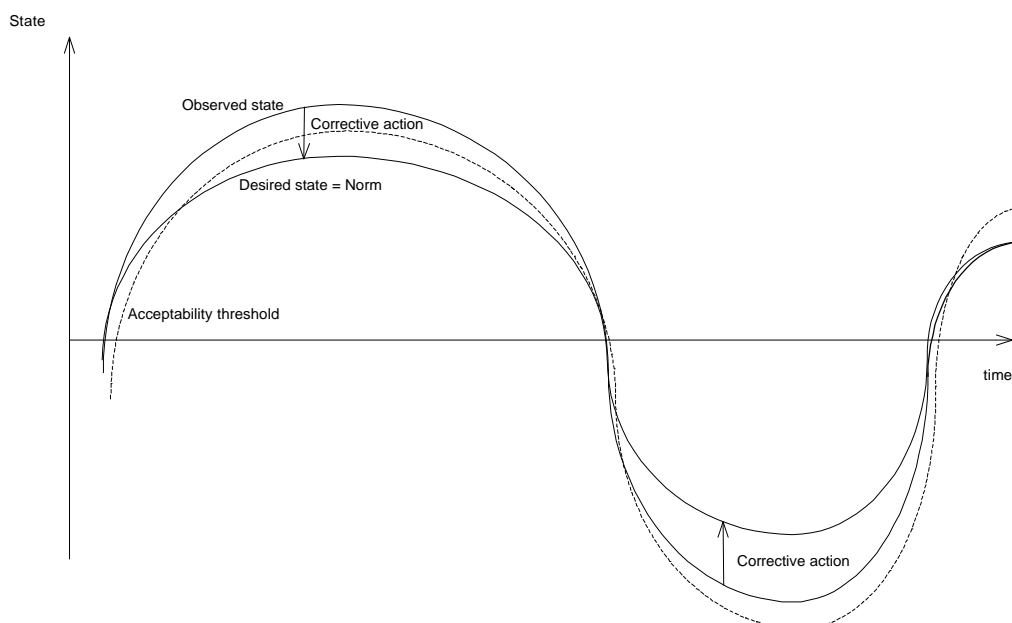 State
Observed state
Corrective action
Desired state = Norm
Acceptability threshold
time
Corrective action